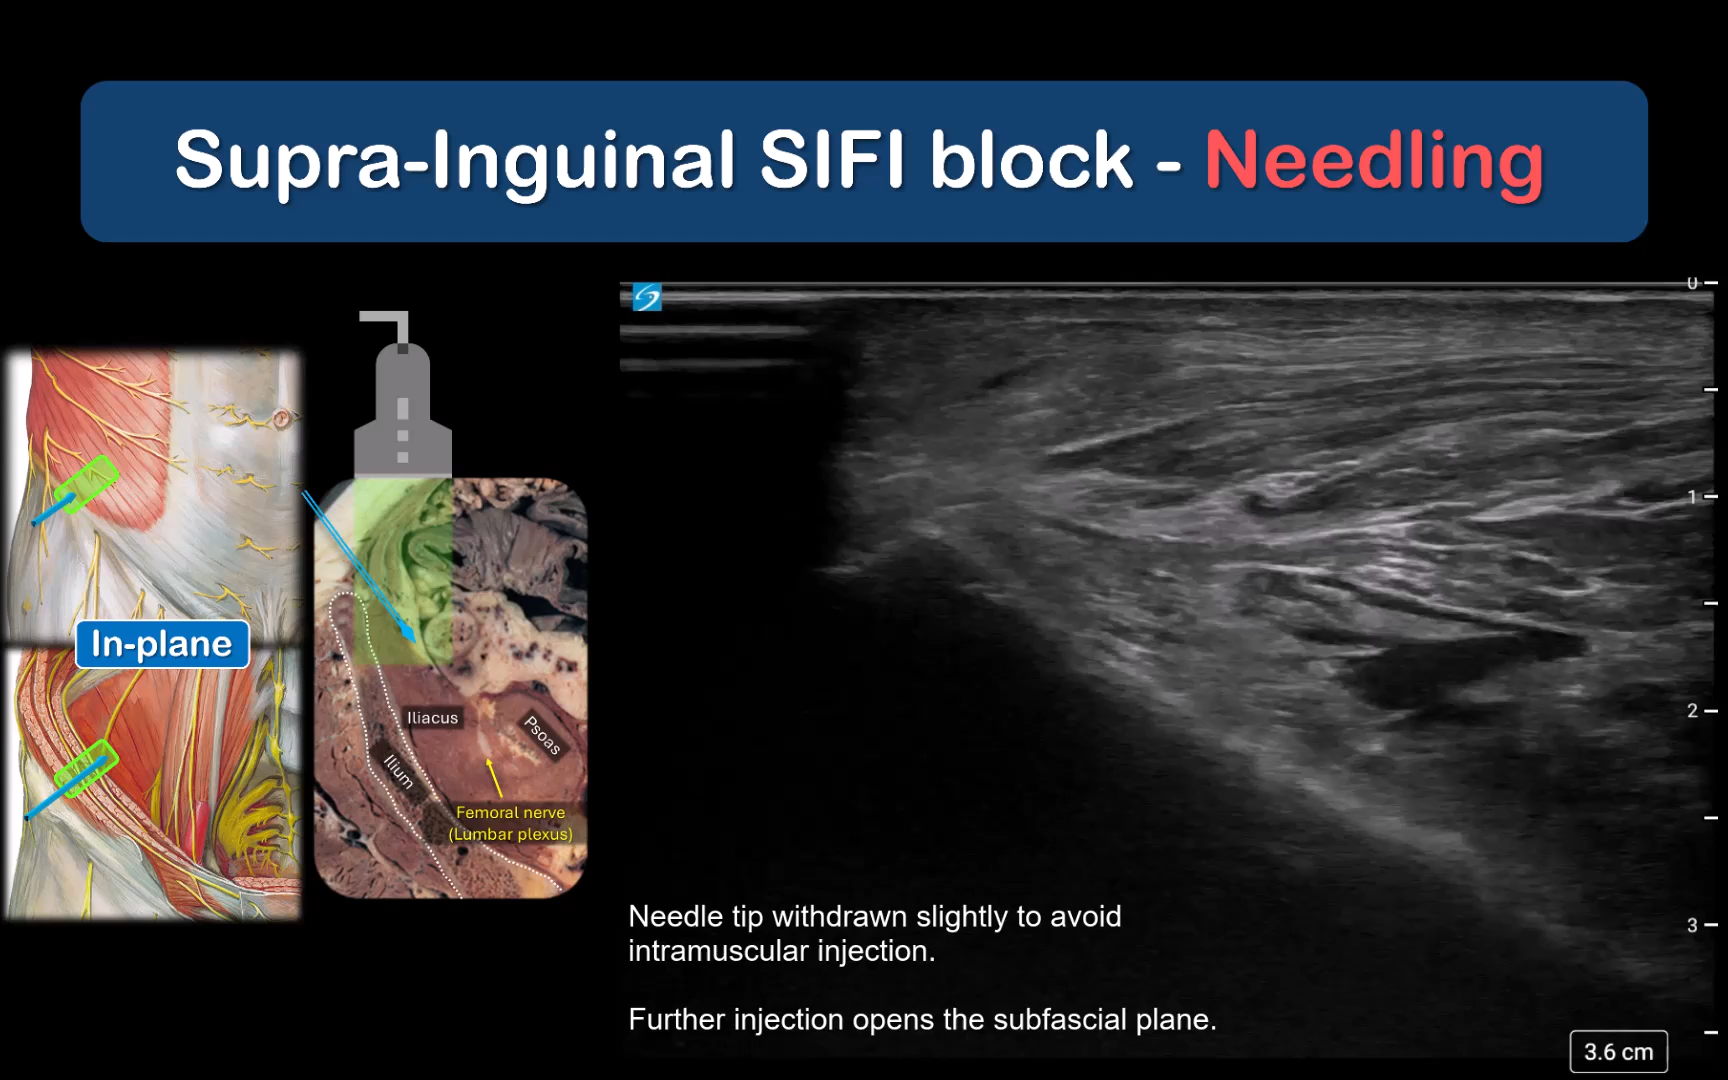 Supra-Inguinal SIFI block - Needling
In-plane
Iliacus
Psoas
Ilium
Femoral nerve
(Lumbar plexus)
0
1
2
3
Needle tip withdrawn slightly to avoid
intramuscular injection.
Further injection opens the subfascial plane.
3.6 cm